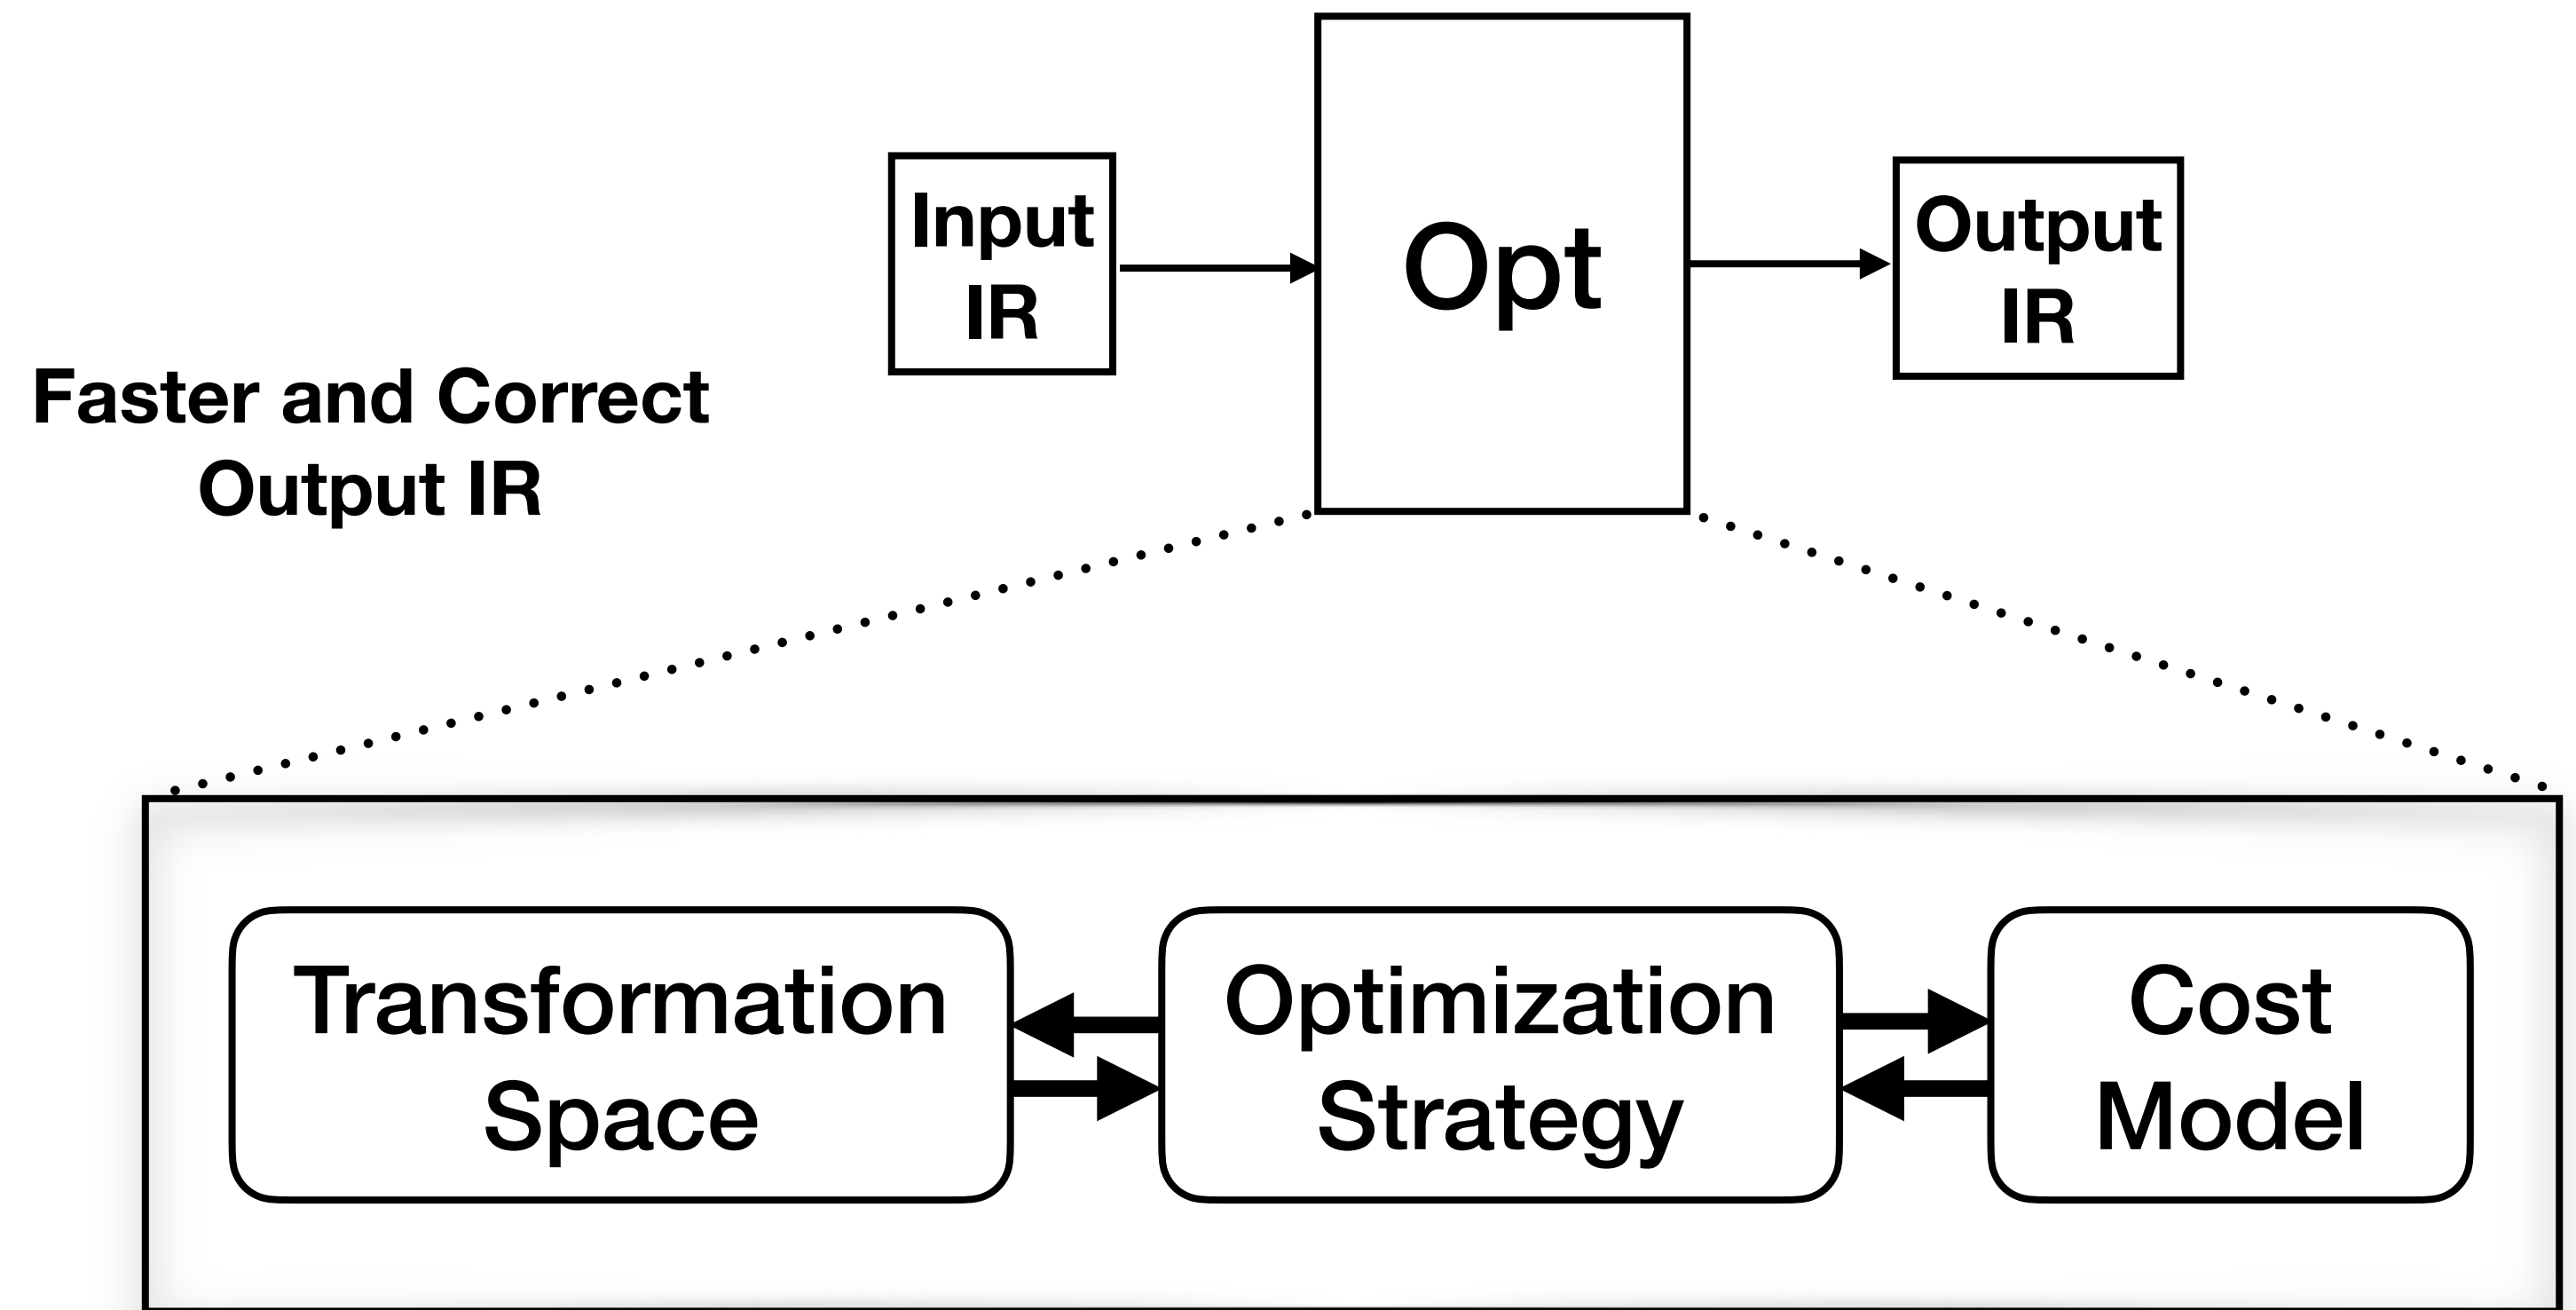 Input
IR
Opt
Output
IR
Faster and Correct
Output IR
Transformation
Space
Optimization
Strategy
Cost
Model